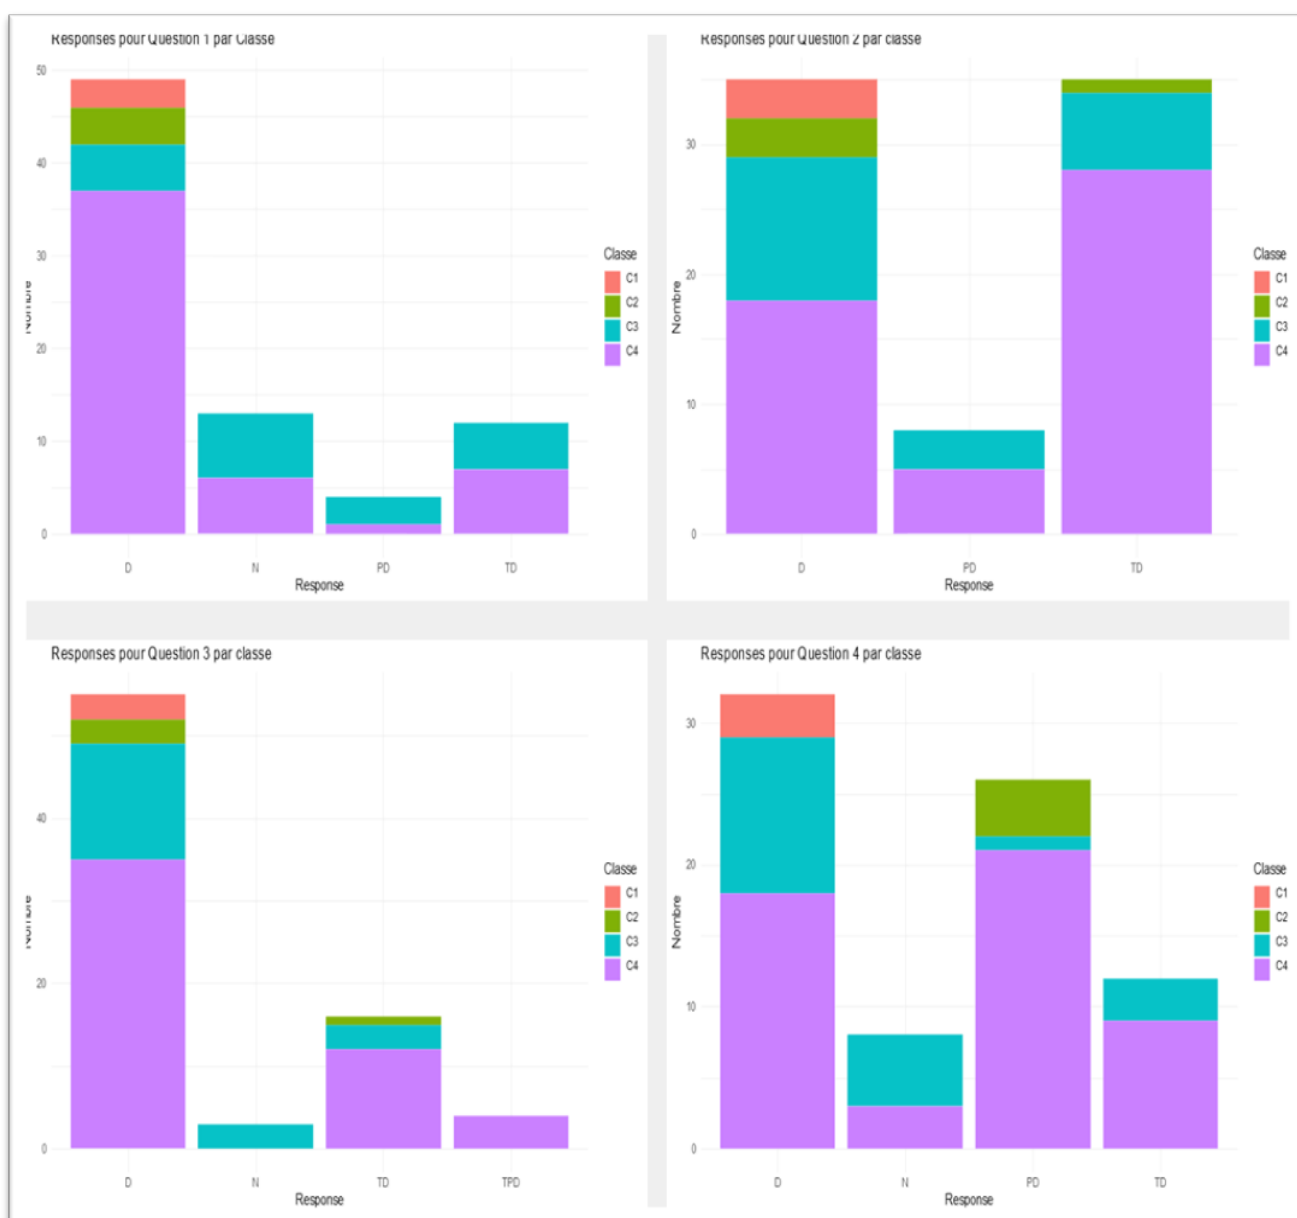 Responses pour Question 1 par Classe
50
40
30
20
10
0
Nombre
D N PD TD
Response
Classe
C1
C2
C3
C4
Responses pour Question 2 par classe
30
20
10
0
Nombre
D PD TD
Response
Classe
C1
C2
C3
C4
Responses pour Question 3 par classe
40
20
0
Nombre
D N TD TPD
Response
Classe
C1
C2
C3
C4
Responses pour Question 4 par classe
30
20
10
0
Nombre
D N PD TD
Response
Classe
C1
C2
C3
C4